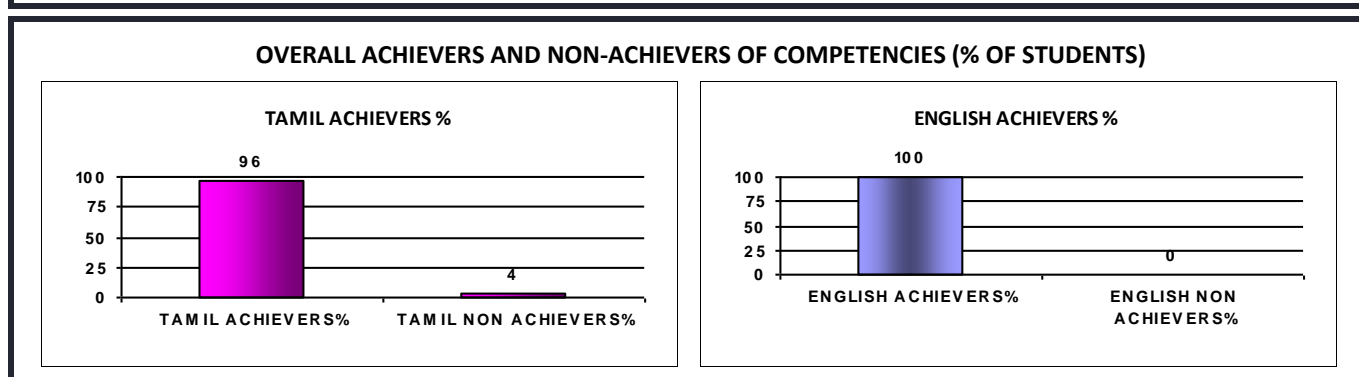 OVERALL ACHIEVERS AND NON-ACHIEVERS OF COMPETENCIES (% OF STUDENTS)
TAMIL ACHIEVERS %
96
100
75
50
25
0
4
TAMIL ACHIEVERS%
TAMIL NON ACHIEVERS%
ENGLISH ACHIEVERS %
100
100
75
50
25
0
0
ENGLISH ACHIEVERS%
ENGLISH NON
ACHIEVERS%